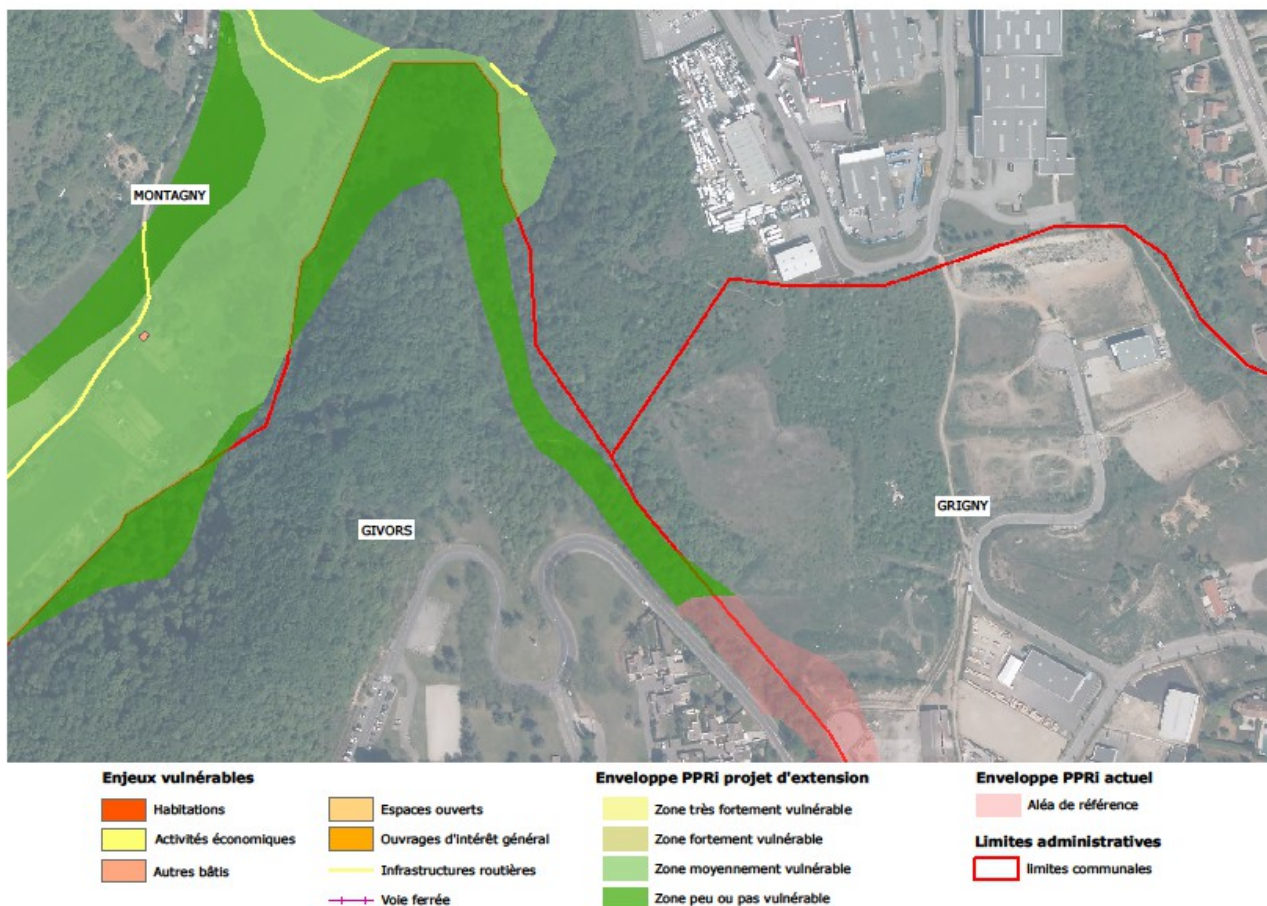 MONTAGNY
GIVORS
GRIGNY
Enjeux vulnérables
Habitations
Activités économiques
Autres bâtis
Espaces ouverts
Ouvrages d'intérêt général
Infrastructures routières
Voie ferrée
Enveloppe PPRi projet d'extension
Zone très fortement vulnérable
Zone fortement vulnérable
Zone moyennement vulnérable
Zone peu ou pas vulnérable
Enveloppe PPRi actuel
Aléa de référence
Limites administratives
limites communales